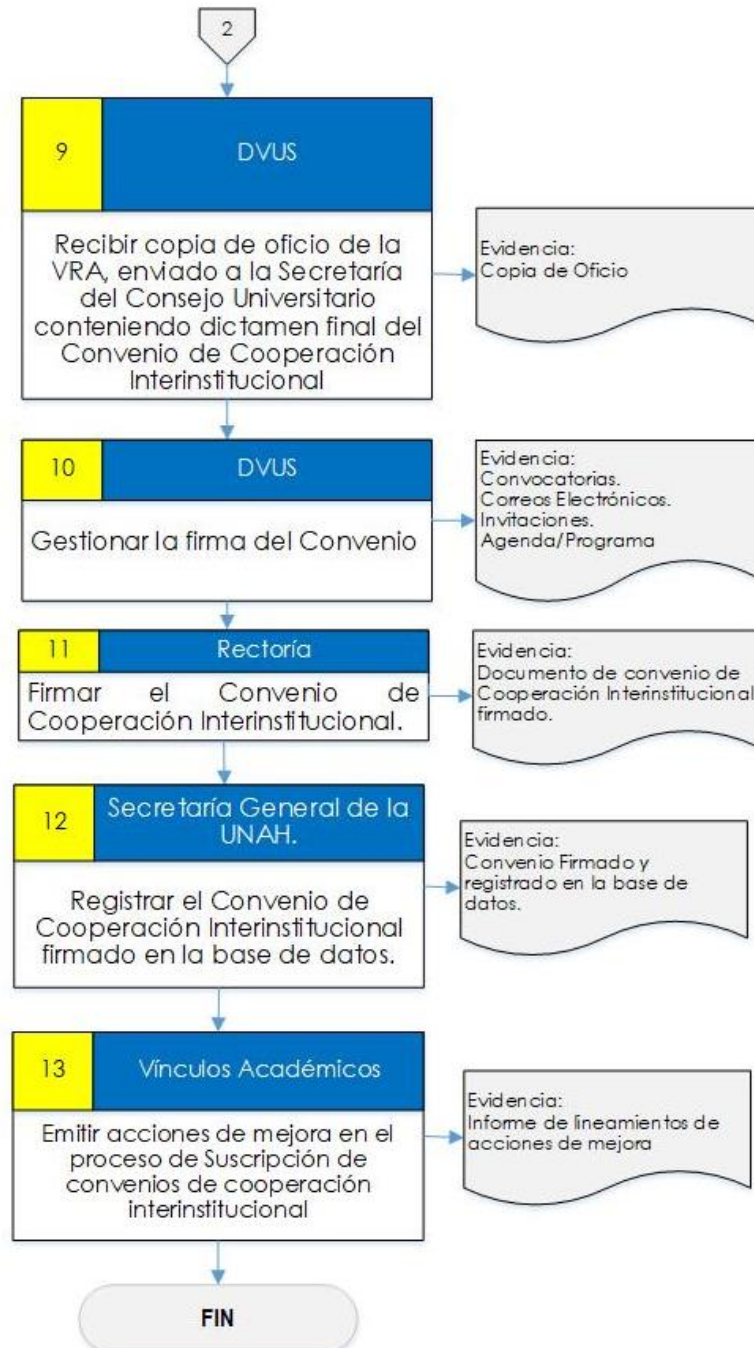 2
9
DVUS
Recibir copia de oficio de la
VRA, enviado a la Secretaría
del Consejo Universitario
conteniendo dictamen final del
Convenio de Cooperación
Interinstitucional
Evidencia:
Copia de Oficio
10
DVUS
Gestionar la firma del Convenio
Evidencia:
Convocatorias.
Correos Electrónicos.
Invitaciones.
Agenda/Programa
11
Rectoría
Firmar el Convenio de
Cooperación Interinstitucional.
Evidencia:
Documento de convenio de
Cooperación Interinstitucional
firmado.
12
Secretaría General de la
UNAH.
Registrar el Convenio de
Cooperación Interinstitucional
firmado en la base de datos.
Evidencia:
Convenio Firmado y
registrado en la base de
datos.
13
Vínculos Académicos
Emitir acciones de mejora en el
proceso de Suscripción de
convenios de cooperación
interinstitucional
Evidencia:
Informe de lineamientos de
acciones de mejora
FIN